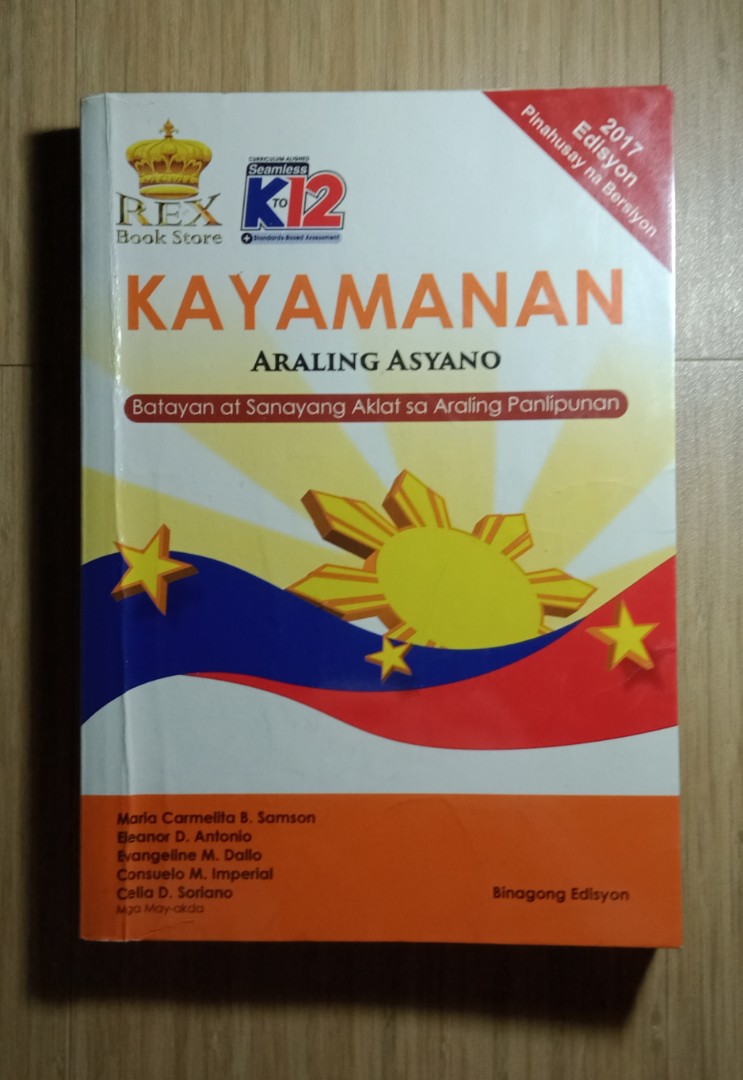 REX
Book Store
CURRICULUM ALIGNED
Seamless
K TO 12
+ Standards-Based Assessment
2017
Edisyon
Pinahusay na Bersiyon
KAYAMANAN
ARALING ASYANO
Batayan at Sanayang Aklat sa Araling Panlipunan
Maria Carmelita B. Samson
Eleanor D. Antonio
Evangeline M. Dallo
Consuelo M. Imperial
Celia D. Soriano
Mga May-akda
Binagong Edisyon